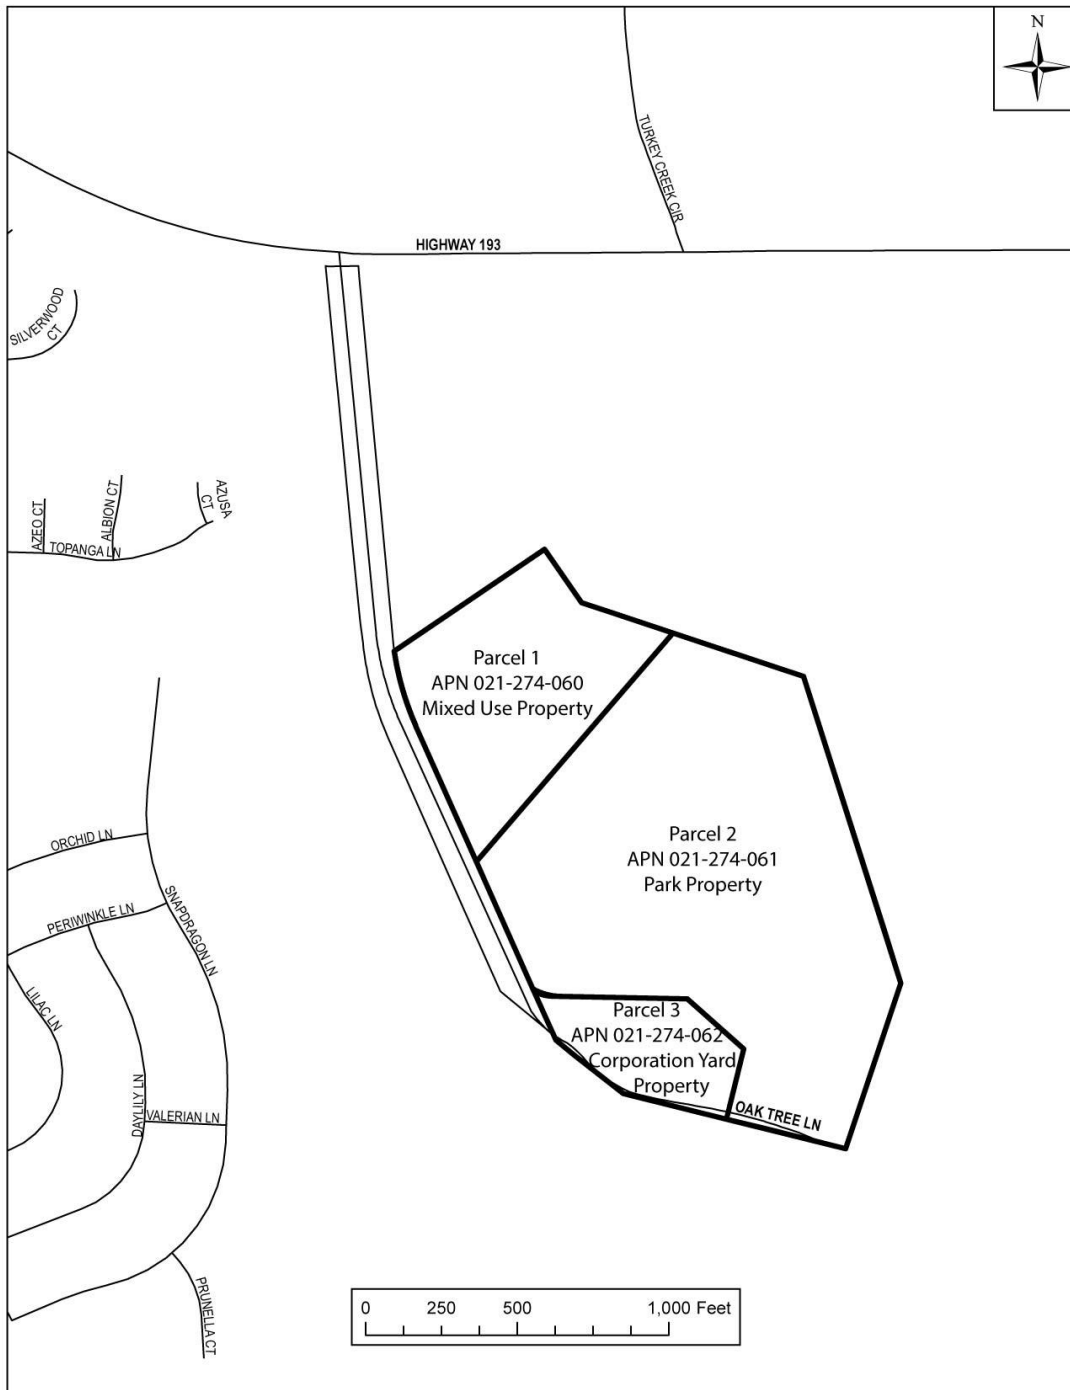 N
TURKEY CREEK CIR
HIGHWAY 193
SILVERWOOD
CT
AZEO CT
ALBION CT
AZUSA
CT
TOPANGA LN
Parcel 1
APN 021-274-060
Mixed Use Property
Parcel 2
APN 021-274-061
Park Property
ORCHID LN
PERIWINKLE LN
SNAPDRAGON LN
LILAC LN
Parcel 3
APN 021-274-062
Corporation Yard
Property
DAYLILY LN
VALERIAN LN
OAK TREE LN
PRUNELLA CT
0 250 500 1,000 Feet